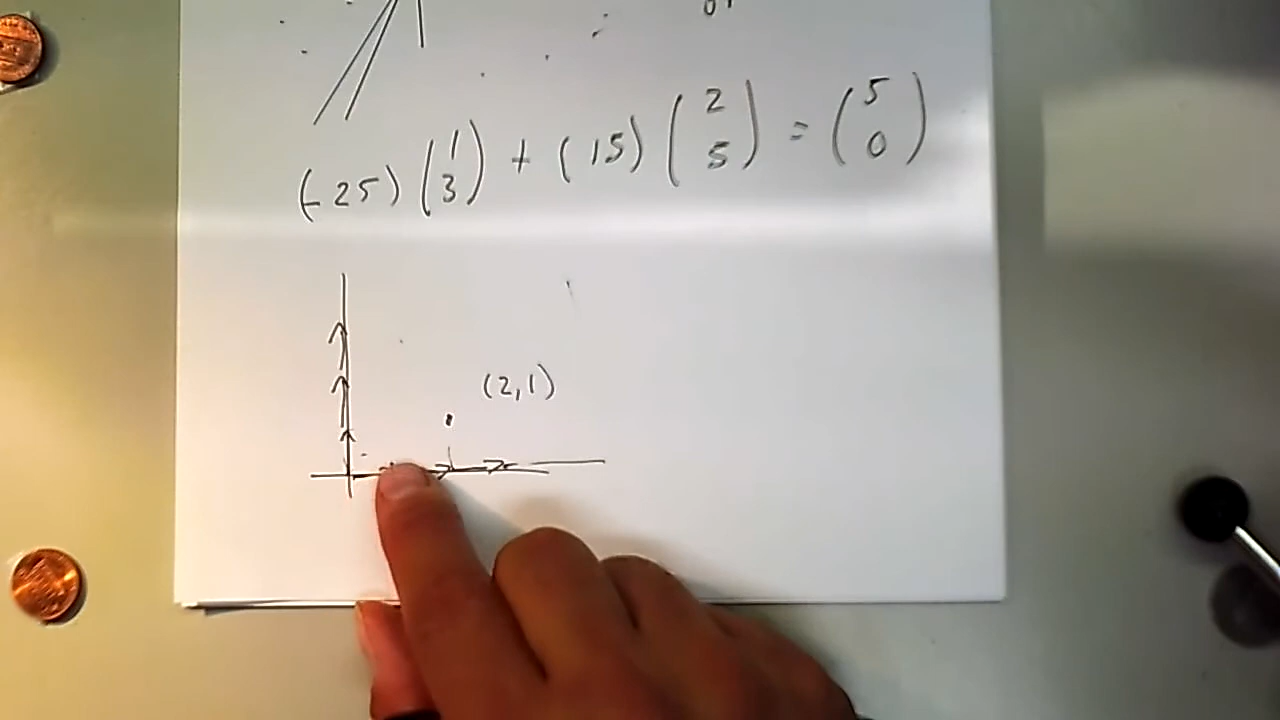 (-25) (1 3) + (15) (2 5) = (5 0)
(2,1)